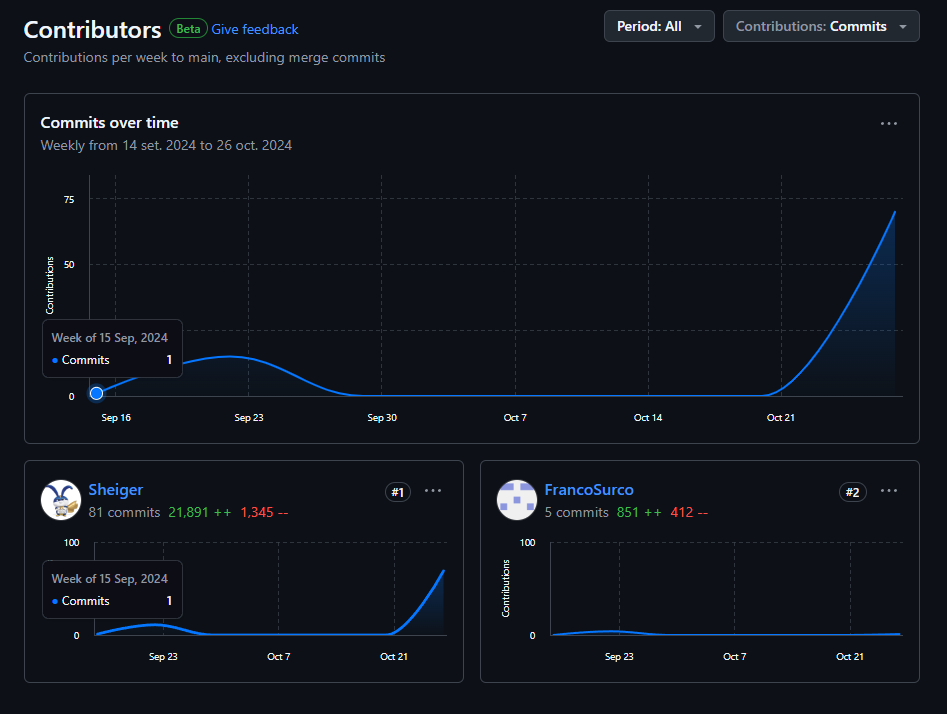 Contributors Beta Give feedback
Period: All
Contributions: Commits
Contributions per week to main, excluding merge commits
Commits over time
Weekly from 14 set. 2024 to 26 oct. 2024
75
50
0
Contributions
Week of 15 Sep, 2024
Commits 1
Sep 16 Sep 23 Sep 30 Oct 7 Oct 14 Oct 21
Sheiger #1
81 commits 21,891 ++ 1,345 --
100
0
Week of 15 Sep, 2024
Commits 1
Sep 23 Oct 7 Oct 21
FrancoSurco #2
5 commits 851 ++ 412 --
100
0
Contributions
Sep 23 Oct 7 Oct 21